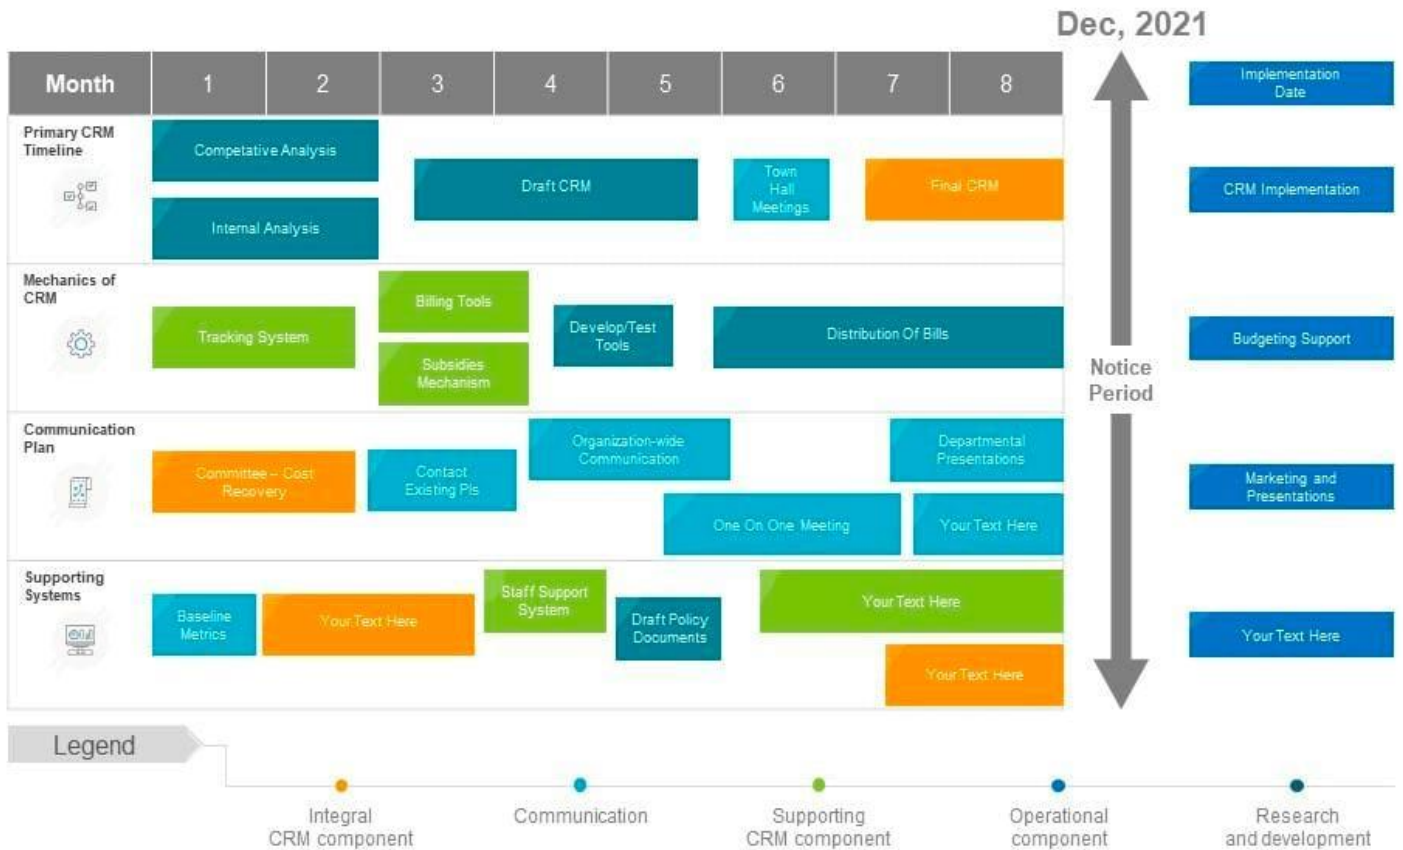 Dec, 2021
Month 1 2 3 4 5 6 7 8
Implementation
Date
Primary CRM
Timeline
Competative Analysis
Internal Analysis
Draft CRM
Town
Hall
Meetings
Final CRM
CRM Implementation
Mechanics of
CRM
Tracking System
Billing Tools
Subsidies
Mechanism
Develop/Test
Tools
Distribution Of Bills
Budgeting Support
Notice
Period
Communication
Plan
Committee – Cost
Recovery
Contact
Existing PIs
Organization-wide
Communication
One On One Meeting
Departmental
Presentations
Your Text Here
Marketing and
Presentations
Supporting
Systems
Baseline
Metrics
Your Text Here
Staff Support
System
Draft Policy
Documents
Your Text Here
Your Text Here
Your Text Here
Legend
Integral
CRM component
Communication
Supporting
CRM component
Operational
component
Research
and development